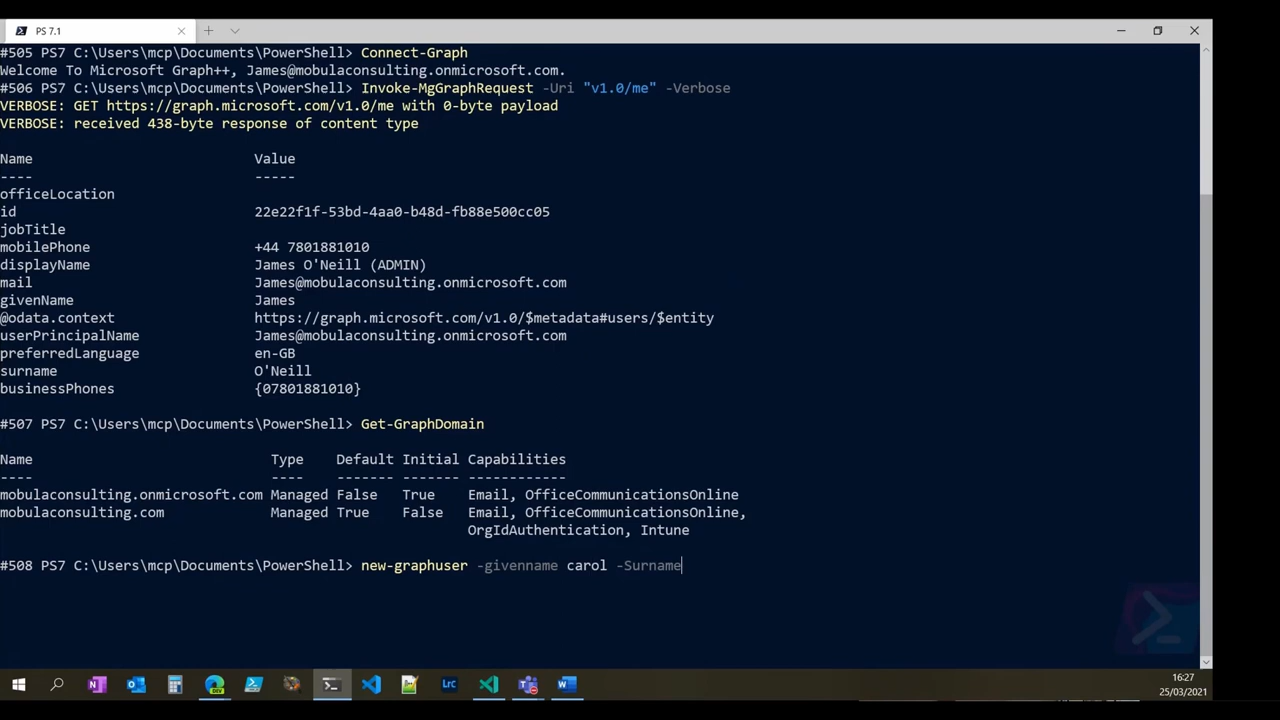 PS 7.1
#505 PS7 C:\Users\mcp\Documents\PowerShell> Connect-Graph
Welcome To Microsoft Graph++, James@mobulaconsulting.onmicrosoft.com.
#506 PS7 C:\Users\mcp\Documents\PowerShell> Invoke-MgGraphRequest -Uri "v1.0/me" -Verbose
VERBOSE: GET https://graph.microsoft.com/v1.0/me with 0-byte payload
VERBOSE: received 438-byte response of content type
Name Value
---- -----
officeLocation
id 22e22f1f-53bd-4aa0-b48d-fb88e500cc05
jobTitle
mobilePhone +44 7801881010
displayName James O'Neill (ADMIN)
mail James@mobulaconsulting.onmicrosoft.com
givenName James
@odata.context https://graph.microsoft.com/v1.0/$metadata#users/$entity
userPrincipalName James@mobulaconsulting.onmicrosoft.com
preferredLanguage en-GB
surname O'Neill
businessPhones {07801881010}
#507 PS7 C:\Users\mcp\Documents\PowerShell> Get-GraphDomain
Name Type Default Initial Capabilities
---- ---- ------- ------- ------------
mobulaconsulting.onmicrosoft.com Managed False True Email, OfficeCommunicationsOnline
mobulaconsulting.com Managed True False Email, OfficeCommunicationsOnline,
OrgIdAuthentication, Intune
#508 PS7 C:\Users\mcp\Documents\PowerShell> new-graphuser -givenname carol -Surname
DEV
LrC
16:27
25/03/2021